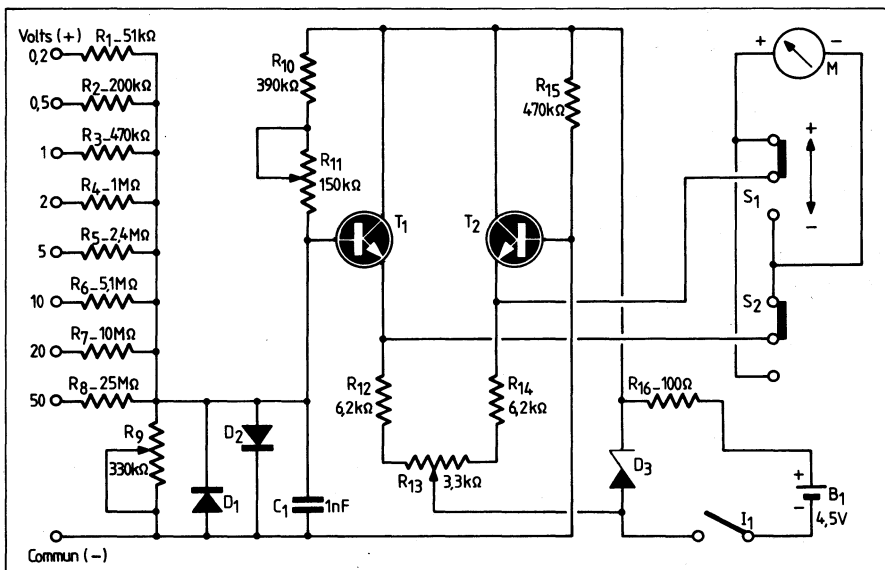 Volts (+)
0,2
R1_51kΩ
0,5
R2_200kΩ
1
R3_470kΩ
2
R4_1MΩ
5
R5_2,4MΩ
10
R6_5,1MΩ
20
R7_10MΩ
50
R8_25MΩ
R9
330kΩ
Commun (-)
D1
D2
C1
1nF
R10
390kΩ
R11
150kΩ
T1
T2
R15
470kΩ
R12
6,2kΩ
R14
6,2kΩ
R13
3,3kΩ
+
-
M
+
S1
-
S2
R16_100Ω
D3
I1
+
-
B1
4,5V